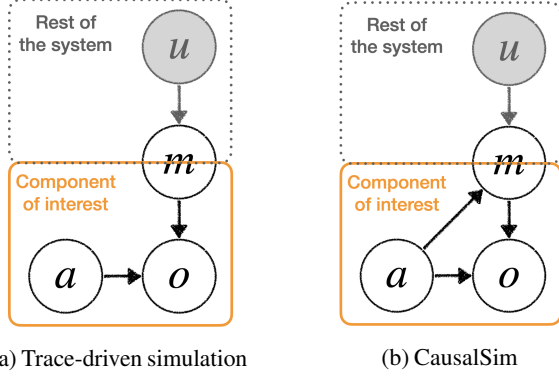 Rest of
the system
u
m
Component
of interest
a
o
a) Trace-driven simulation
Rest of
the system
u
m
Component
of interest
a
o
(b) CausalSim